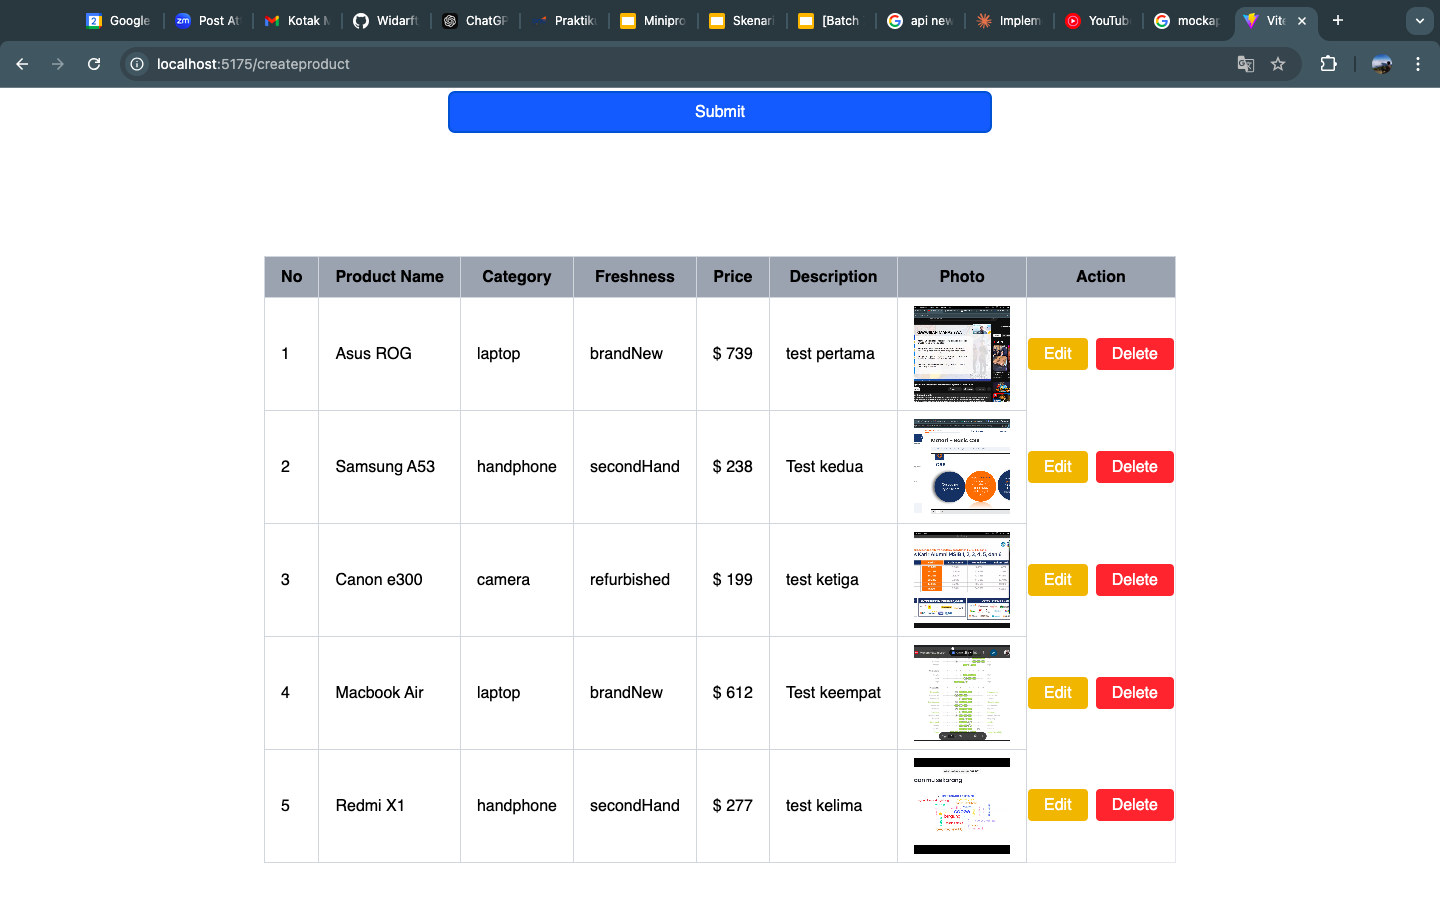 Google
Post At
Kotak M
Widarft
ChatGP
Praktik
Minipro
Skenari
[Batch
api new
Implem
YouTub
mockap
Vite
localhost:5175/createproduct
Submit
No Product Name Category Freshness Price Description Photo Action
1 Asus ROG laptop brandNew $ 739 test pertama Edit Delete
2 Samsung A53 handphone secondHand $ 238 Test kedua Edit Delete
3 Canon e300 camera refurbished $ 199 test ketiga Edit Delete
4 Macbook Air laptop brandNew $ 612 Test keempat Edit Delete
5 Redmi X1 handphone secondHand $ 277 test kelima Edit Delete